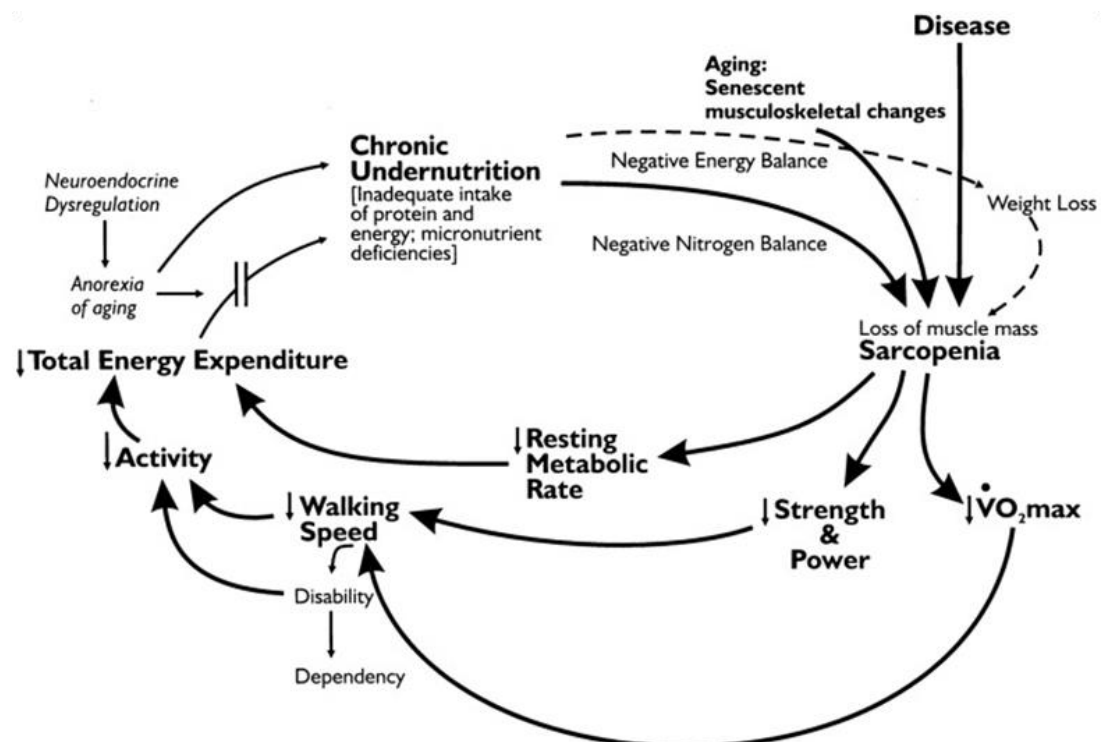 Disease
Aging:
Senescent
musculoskeletal changes
Chronic
Undernutrition
[Inadequate intake
of protein and
energy; micronutrient
deficiencies]
Negative Energy Balance
Neuroendocrine
Dysregulation
Weight Loss
Negative Nitrogen Balance
Anorexia
of aging
Loss of muscle mass
Sarcopenia
↓Total Energy Expenditure
↓Resting
Metabolic
Rate
↓Activity
↓Walking
Speed
↓Strength
&
Power
↓V̇O₂max
Disability
Dependency